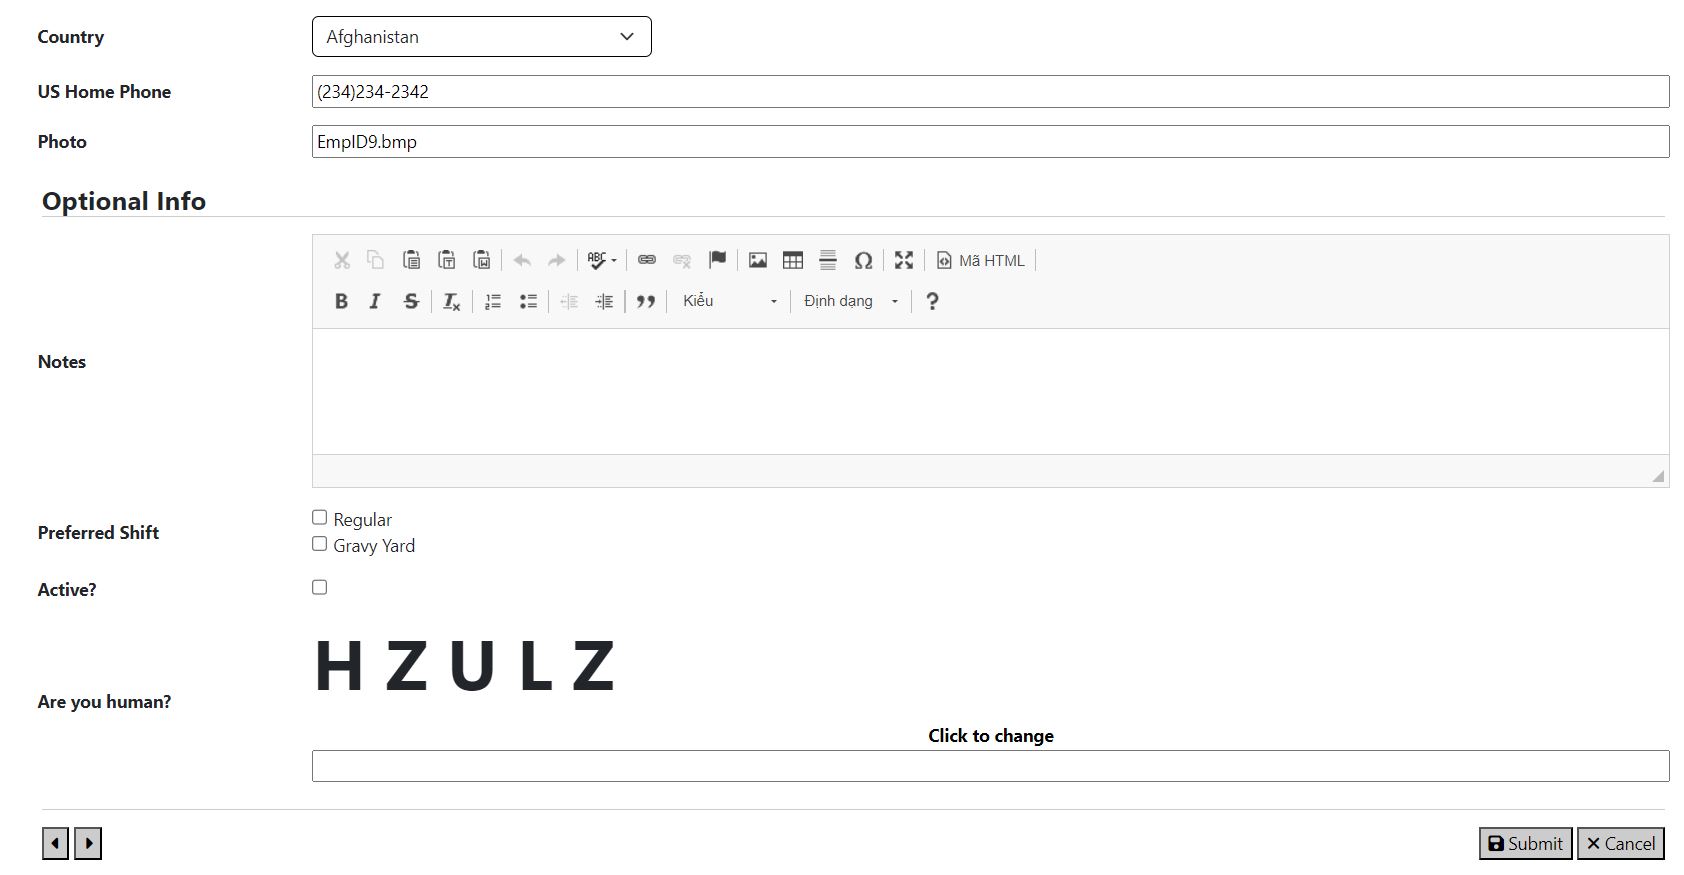 Country Afghanistan
US Home Phone (234)234-2342
Photo EmpID9.bmp
Optional Info
ABC Mã HTML
B I S Kiểu Định dạng ?
Notes
Preferred Shift
Regular
Gravy Yard
Active?
H Z U L Z
Are you human?
Click to change
Submit Cancel